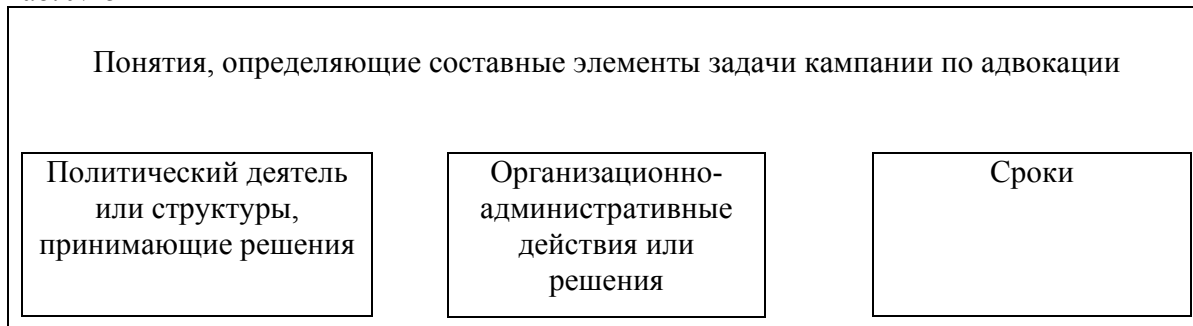 Понятия, определяющие составные элементы задачи кампании по адвокации
Политический деятель
или структуры,
принимающие решения
Организационно-
административные
действия или
решения
Сроки